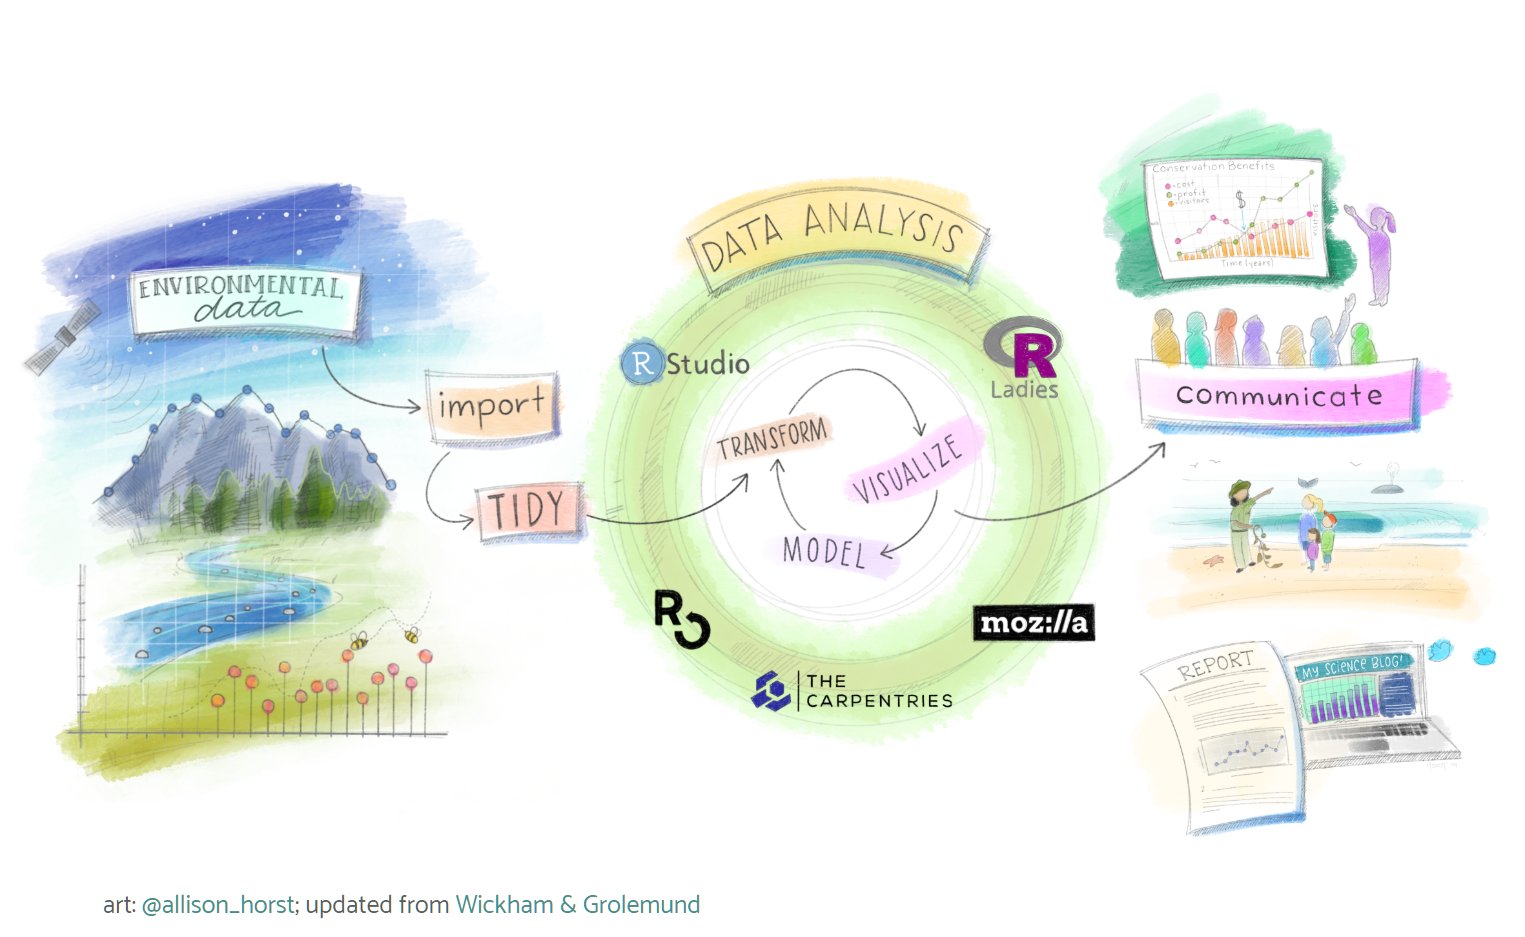 ENVIRONMENTAL
data
import
TIDY
DATA ANALYSIS
R Studio
R
Ladies
TRANSFORM
VISUALIZE
MODEL
R
moz://a
THE
CARPENTRIES
Conservation Benefits
cost
profit
visitors
$
Time (years)
communicate
REPORT
MY SCIENCE BLOG!
art: @allison_horst; updated from Wickham & Grolemund